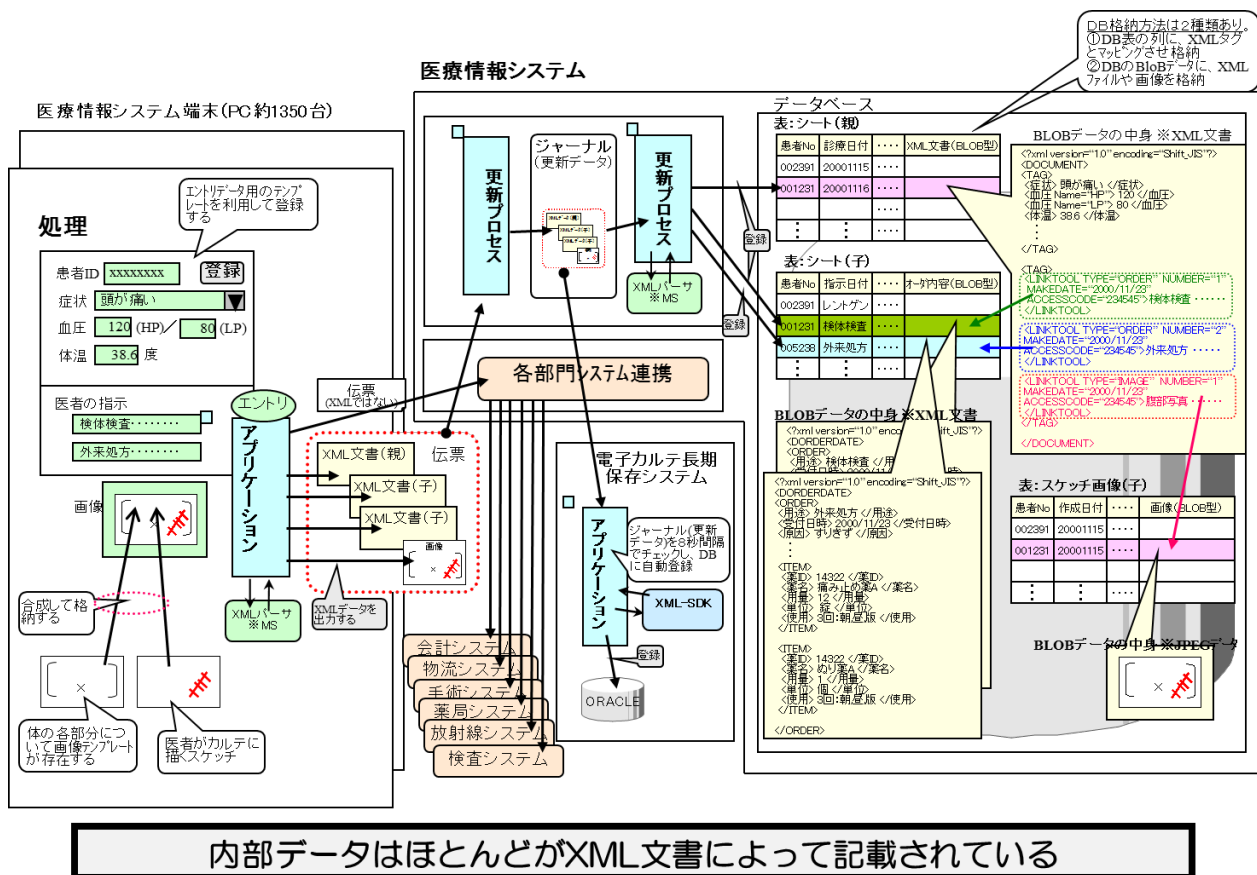 医療情報システム端末(PC約1350台)
処理
エントリデータ用のテンプ
レートを利用して登録
する
患者ID XXXXXXXX 登録
症状 頭が痛い
血圧 120 (HP)／ 80 (LP)
体温 38.6 度
医者の指示
検体検査‥‥‥‥
外来処方‥‥‥‥
画像
エントリ
アプリケーション
XMLパーサ
※MS
合成して格
納する
体の各部分につ
いて画像テンプレート
が存在する
医者がカルテに
描くスケッチ
伝票
(XMLではない)
伝票
XML文書(親)
XML文書(子)
XML文書(子)
画像
XMLデータを
出力する
医療情報システム
更新プロセス
ジャーナル
(更新データ)
XMLデータ(親)
XMLデータ(子)
XMLデータ(子)
更新プロセス
XMLパーサ
※MS
登録
登録
各部門システム連携
会計システム
物流システム
手術システム
薬局システム
放射線システム
検査システム
電子カルテ長期
保存システム
アプリケーション
ジャーナル(更新
データ)を8秒間隔
でチェックし、DB
に自動登録
XML-SDK
登録
ORACLE
DB格納方法は2種類あり。
①DB表の列に、XMLタグ
とマッピングさせ格納
②DBのBloBデータに、XML
ファイルや画像を格納
データベース
表：シート(親)
患者No 診療日付 ‥‥ XML文書(BLOB型)
002391 20001115 ‥‥
001231 20001116 ‥‥
‥‥
： ： ‥‥
表：シート(子)
患者No 指示日付 ‥‥ オーダ内容(BLOB型)
002391 レントゲン ‥‥
001231 検体検査 ‥‥
005238 外来処方 ‥‥
： ： ‥‥
BLOBデータの中身 ※XML文書
<?xml version="1.0" encoding="Shift_JIS"?>
<DOCUMENT>
<TAG>
<症状> 頭が痛い </症状>
<血圧 Name="HP"> 120 </血圧>
<血圧 Name="LP"> 80 </血圧>
<体温> 38.6 </体温>
：
</TAG>
<TAG>
<LINKTOOL TYPE="ORDER" NUMBER="1"
MAKEDATE="2000/11/23"
ACCESSCODE="234545">検体検査 ‥‥‥
</LINKTOOL>
<LINKTOOL TYPE="ORDER" NUMBER="2"
MAKEDATE="2000/11/23"
ACCESSCODE="234545">外来処方 ‥‥‥
</LINKTOOL>
<LINKTOOL TYPE="IMAGE" NUMBER="1"
MAKEDATE="2000/11/23"
ACCESSCODE="234545">腹部写真 ‥‥‥
</LINKTOOL>
</TAG>
</DOCUMENT>
BLOBデータの中身 ※XML文書
<?xml version="1.0"
<DORDERDATE>
<ORDER>
<用途> 検体検査
<?xml version="1.0" encoding="Shift_JIS"?>
<DORDERDATE>
<ORDER>
<用途> 外来処方 </用途>
<受付日時> 2000/11/23 </受付日時>
<原因> すりきず </原因>
：
<ITEM>
<薬ID> 14322 </薬ID>
<薬名> 痛み止め薬A </薬名>
<用量> 12 </用量>
<単位> 錠 </単位>
<使用> 3回:朝,昼,版 </使用>
</ITEM>
<ITEM>
<薬ID> 14322 </薬ID>
<薬名> ぬり薬A </薬名>
<用量> 1 </用量>
<単位> 個 </単位>
<使用> 3回:朝,昼,版 </使用>
</ITEM>
</ORDER>
表：スケッチ画像(子)
患者No 作成日付 ‥‥ 画像(BLOB型)
002391 20001115 ‥‥
001231 20001115 ‥‥
‥‥
： ： ‥‥
BLOBデータの中身 ※JPEGデータ
内部データはほとんどがXML文書によって記載されている